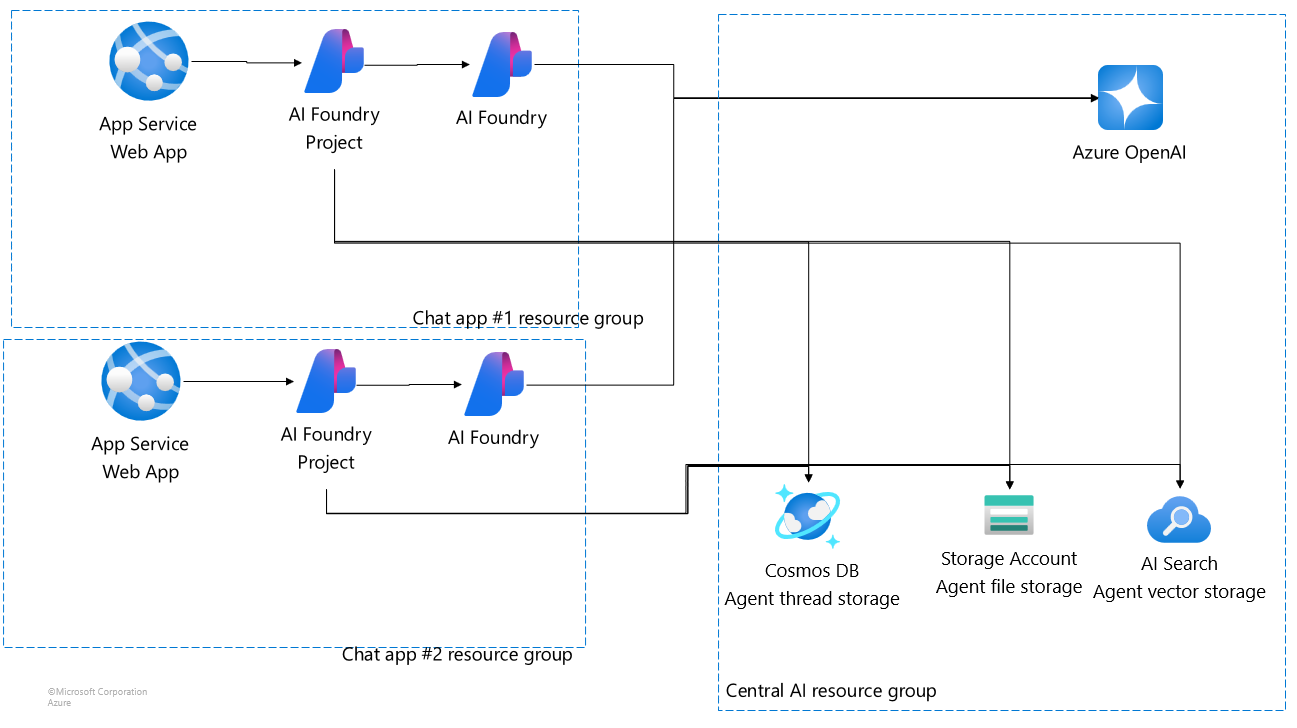 App Service
Web App
AI Foundry
Project
AI Foundry
Azure OpenAI
Chat app #1 resource group
App Service
Web App
AI Foundry
Project
AI Foundry
Cosmos DB
Agent thread storage
Storage Account
Agent file storage
AI Search
Agent vector storage
Chat app #2 resource group
Central AI resource group
©Microsoft Corporation
Azure